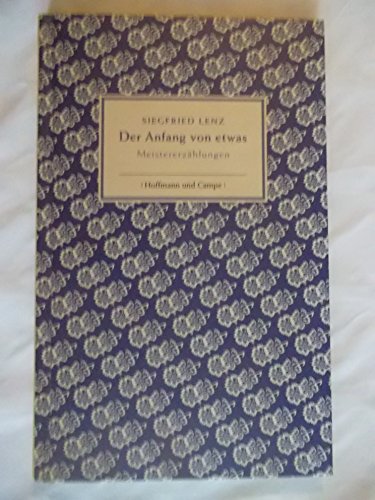 SIEGFRIED LENZ
Der Anfang von etwas
Meistererzählungen
! Hoffmann und Campe !